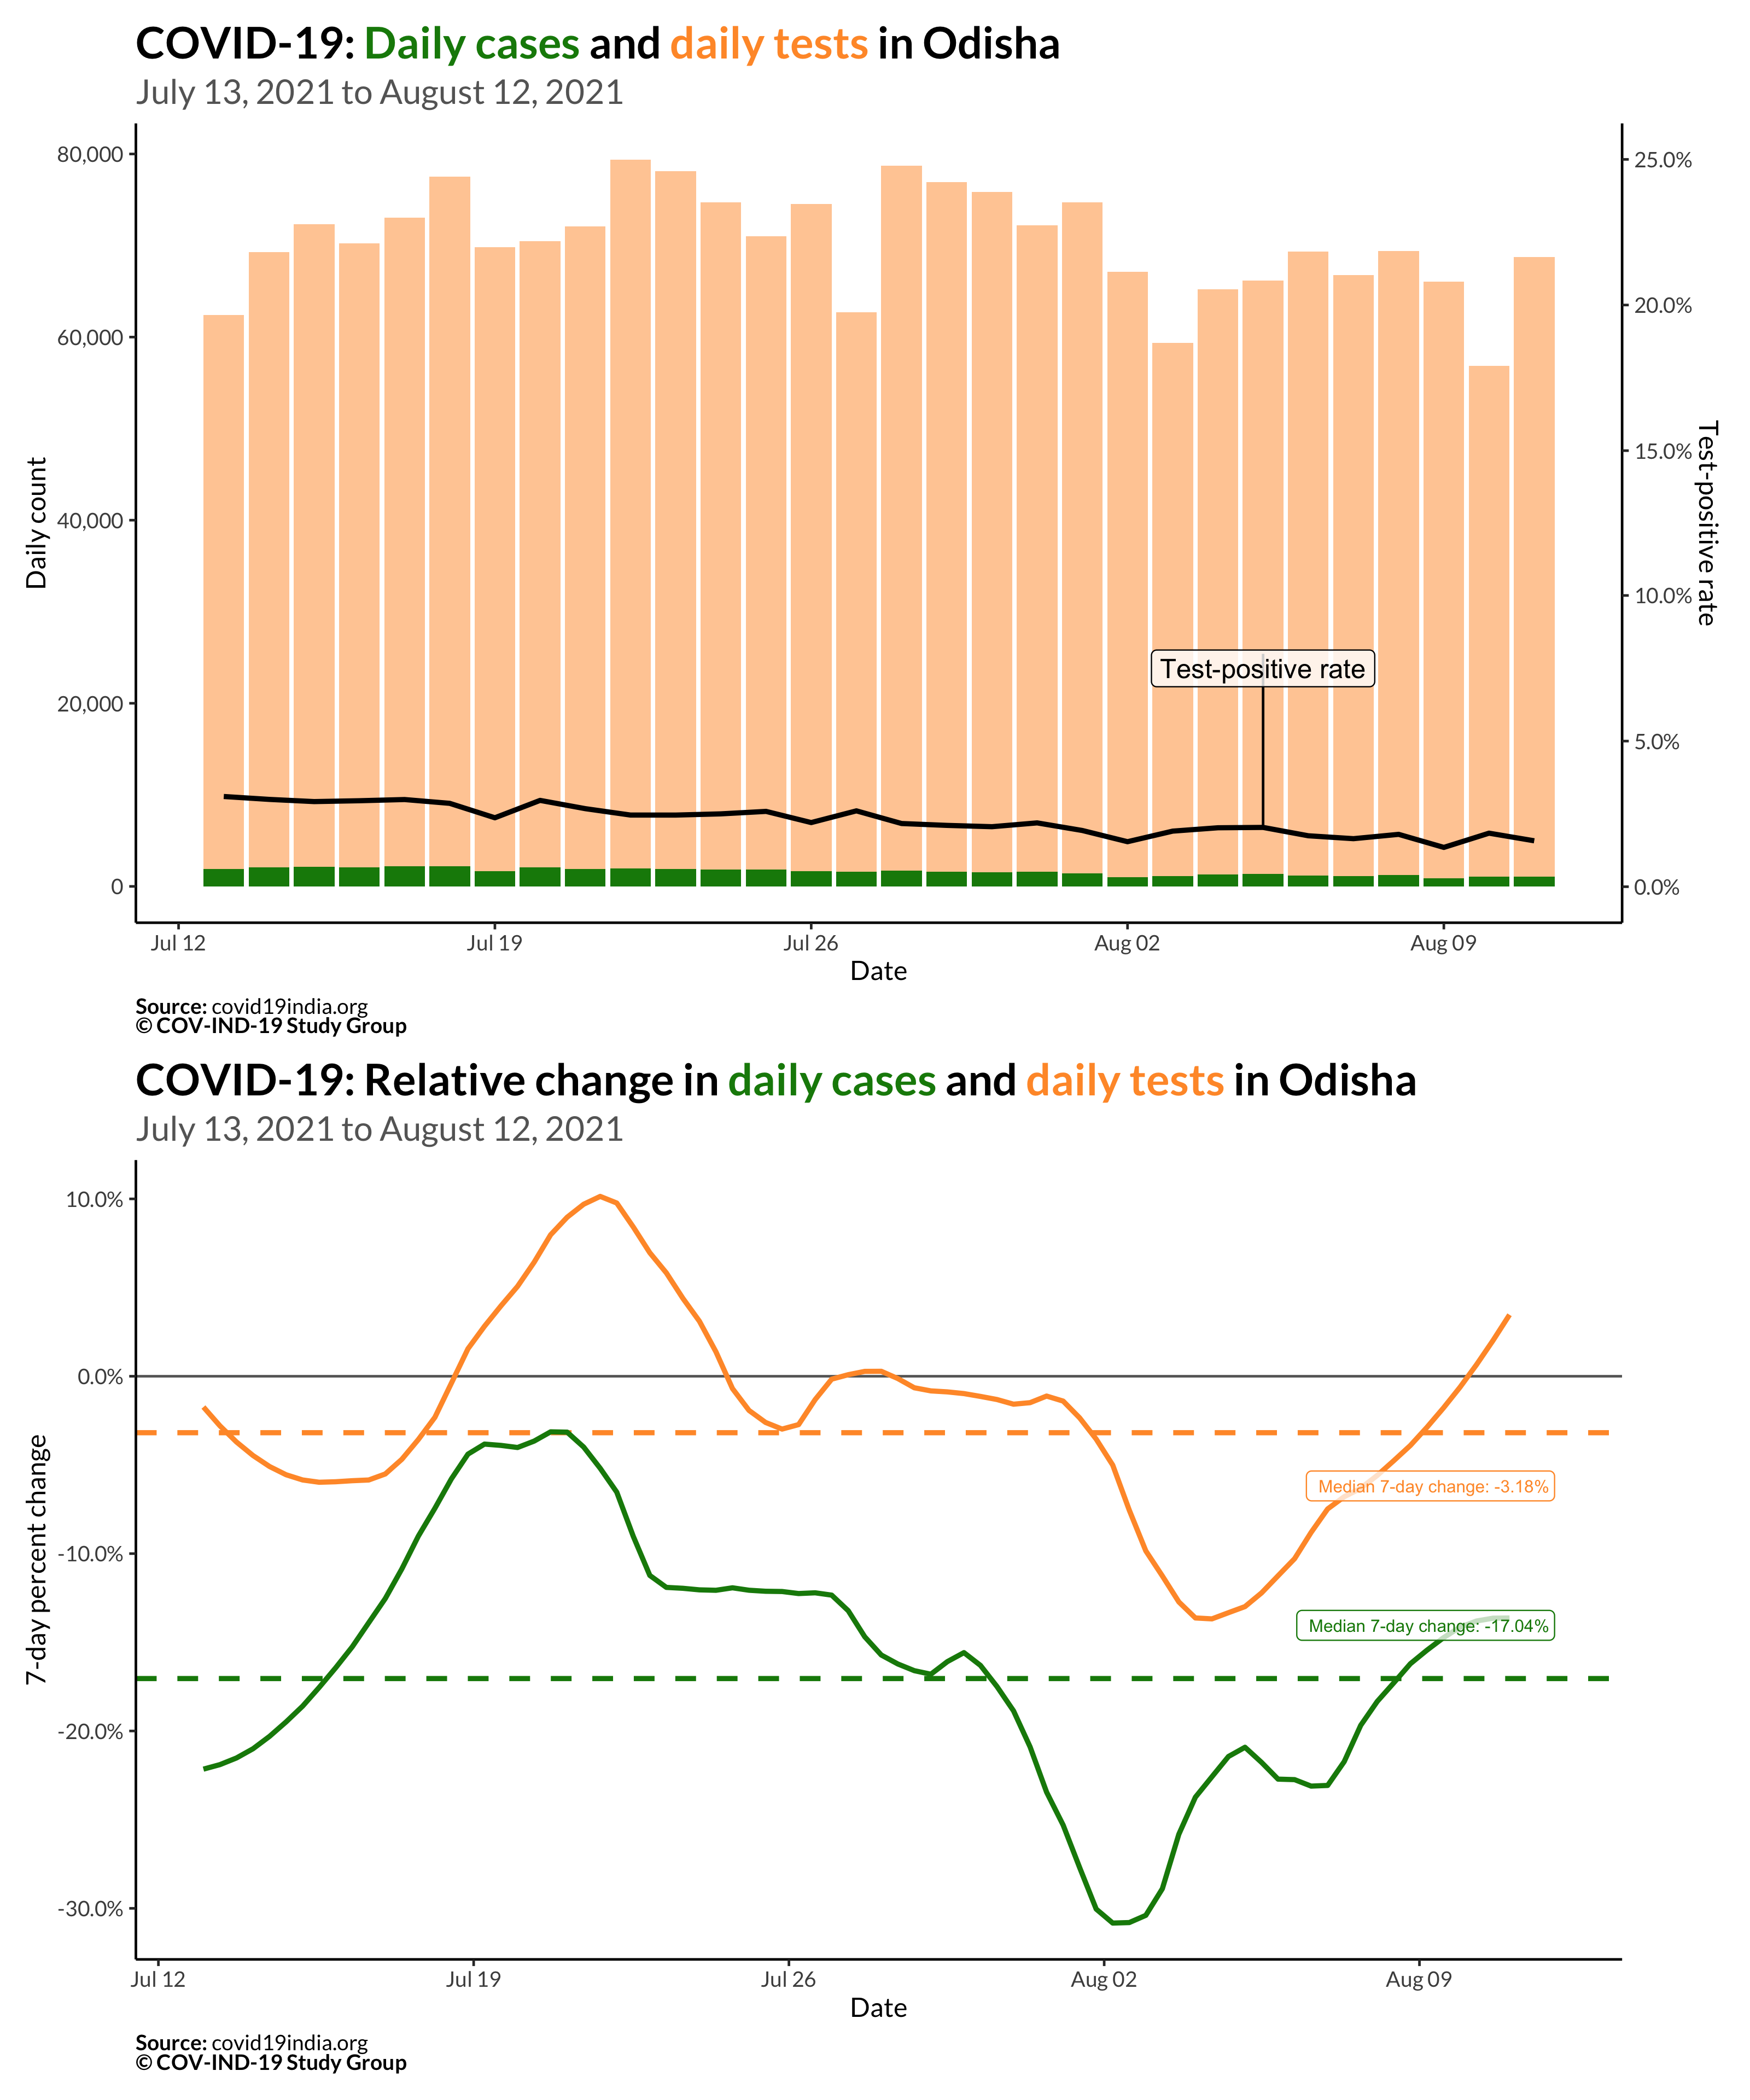 COVID-19: Daily cases and daily tests in Odisha
July 13, 2021 to August 12, 2021
80,000
60,000
40,000
20,000
0
Daily count
25.0%
20.0%
15.0%
10.0%
5.0%
0.0%
Test-positive rate
Test-positive rate
Jul 12
Jul 19
Jul 26
Aug 02
Aug 09
Date
Source: covid19india.org
© COV-IND-19 Study Group
COVID-19: Relative change in daily cases and daily tests in Odisha
July 13, 2021 to August 12, 2021
10.0%
0.0%
-10.0%
-20.0%
-30.0%
7-day percent change
Median 7-day change: -3.18%
Median 7-day change: -17.04%
Jul 12
Jul 19
Jul 26
Aug 02
Aug 09
Date
Source: covid19india.org
© COV-IND-19 Study Group